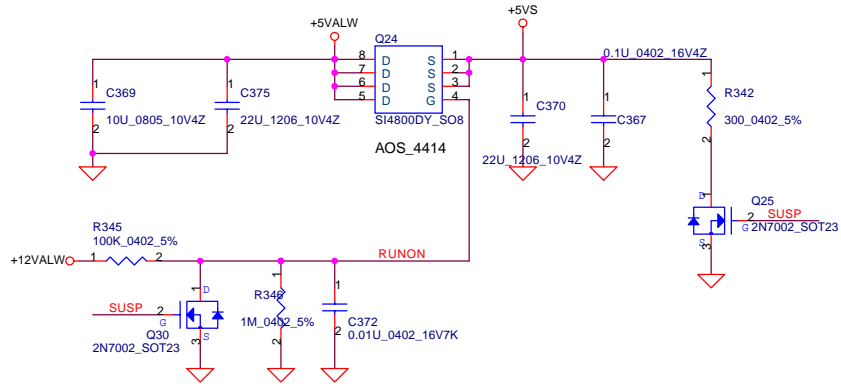 +5VALW
+5VS
Q24
8 D S 1
7 D S 2
6 D S 3
5 D G 4
SI4800DY_SO8
AOS_4414
1
C369
2
10U_0805_10V4Z
1
C375
2
22U_1206_10V4Z
1
C370
2
22U_1206_10V4Z
0.1U_0402_16V4Z
1
C367
2
1
R342
300_0402_5%
2
D
1
Q25
2
SUSP
G
2N7002_SOT23
S
3
R345
100K_0402_5%
+12VALW
1
2
RUNON
1
D
SUSP
2
G
Q30
3
S
2N7002_SOT23
1
R346
1M_0402_5%
2
1
C372
2
0.01U_0402_16V7K